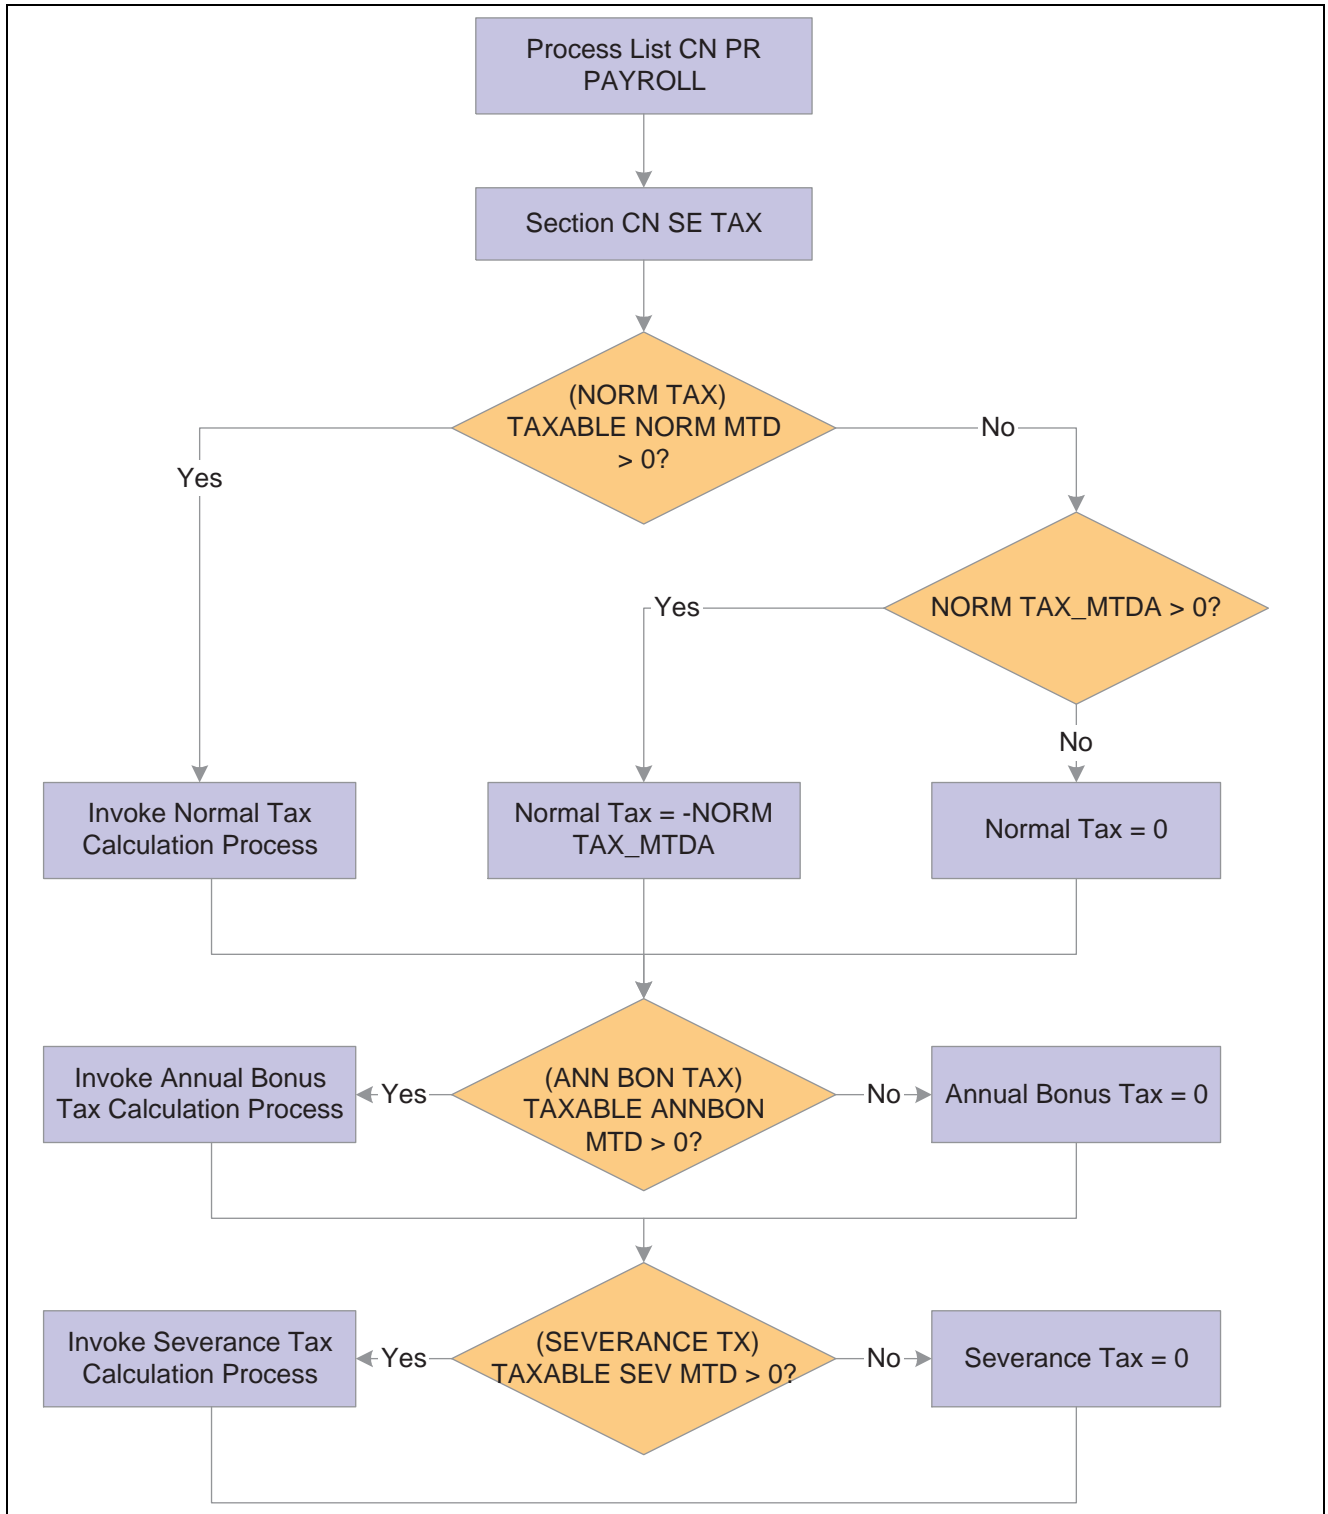 Process List CN PR
PAYROLL
Section CN SE TAX
(NORM TAX)
TAXABLE NORM MTD
> 0?
No
Yes
NORM TAX_MTDA > 0?
Yes
No
Invoke Normal Tax
Calculation Process
Normal Tax = -NORM
TAX_MTDA
Normal Tax = 0
Invoke Annual Bonus
Tax Calculation Process
Yes
(ANN BON TAX)
TAXABLE ANNBON
MTD > 0?
No
Annual Bonus Tax = 0
Invoke Severance Tax
Calculation Process
Yes
(SEVERANCE TX)
TAXABLE SEV MTD > 0?
No
Severance Tax = 0